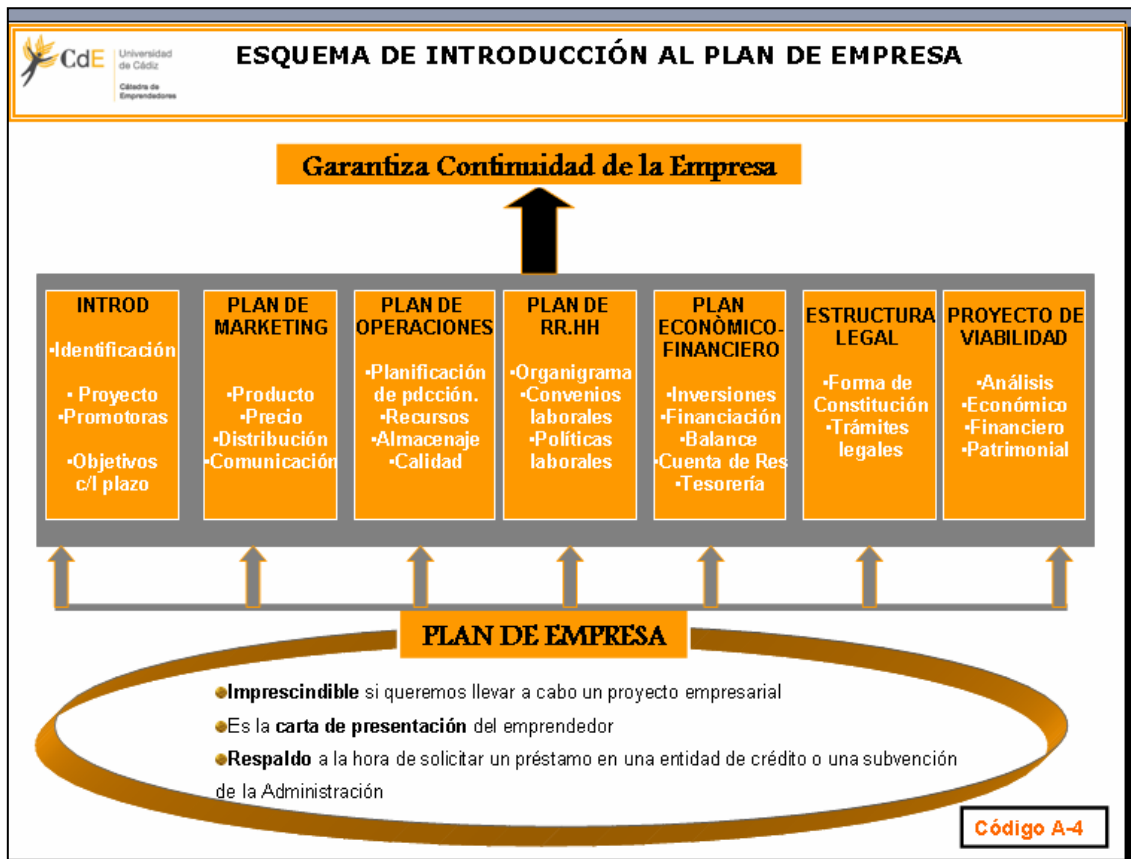 CdE
Universidad
de Cádiz
Cátedra de
Emprendedores
ESQUEMA DE INTRODUCCIÓN AL PLAN DE EMPRESA
Garantiza Continuidad de la Empresa
INTROD
•Identificación
• Proyecto
•Promotoras
•Objetivos
c/l plazo
PLAN DE
MARKETING
•Producto
•Precio
•Distribución
•Comunicación
PLAN DE
OPERACIONES
•Planificación
de pdcción.
•Recursos
•Almacenaje
•Calidad
PLAN DE
RR.HH
•Organigrama
•Convenios
laborales
•Políticas
laborales
PLAN
ECONÒMICO-
FINANCIERO
•Inversiones
•Financiación
•Balance
•Cuenta de Res
•Tesorería
ESTRUCTURA
LEGAL
•Forma de
Constitución
•Trámites
legales
PROYECTO DE
VIABILIDAD
•Análisis
•Económico
•Financiero
•Patrimonial
PLAN DE EMPRESA
Imprescindible si queremos llevar a cabo un proyecto empresarial
Es la carta de presentación del emprendedor
Respaldo a la hora de solicitar un préstamo en una entidad de crédito o una subvención
de la Administración
Código A-4